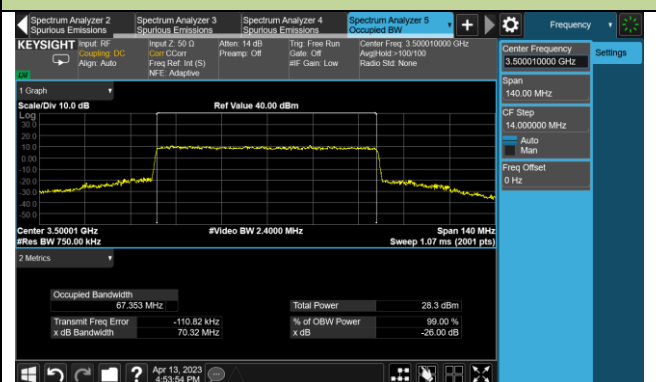 Spectrum Analyzer 2
Spurious Emissions
Spectrum Analyzer 3
Spurious Emissions
Spectrum Analyzer 4
Spurious Emissions
Spectrum Analyzer 5
Occupied BW
Frequency
KEYSIGHT
Input: RF
Coupling: DC
Align: Auto
Input Z: 50 Ω
Corr CCorr
Freq Ref: Int (S)
NFE: Adaptive
Atten: 14 dB
Preamp: Off
Trig: Free Run
Gate: Off
#IF Gain: Low
Center Freq: 3.500010000 GHz
Avg|Hold >100/100
Radio Std: None
Center Frequency
3.500010000 GHz
Settings
Span
140.00 MHz
CF Step
14.000000 MHz
Auto
Man
Freq Offset
0 Hz
1 Graph
Scale/Div 10.0 dB
Ref Value 40.00 dBm
Log
30.0
20.0
10.0
0.00
-10.0
-20.0
-30.0
-40.0
-50.0
Center 3.50001 GHz
#Video BW 2.4000 MHz
Span 140 MHz
#Res BW 750.00 kHz
Sweep 1.07 ms (2001 pts)
2 Metrics
Occupied Bandwidth
67.353 MHz
Total Power
28.3 dBm
Transmit Freq Error
-110.82 kHz
% of OBW Power
99.00 %
x dB Bandwidth
70.32 MHz
x dB
-26.00 dB
Apr 13, 2023
4:53:54 PM